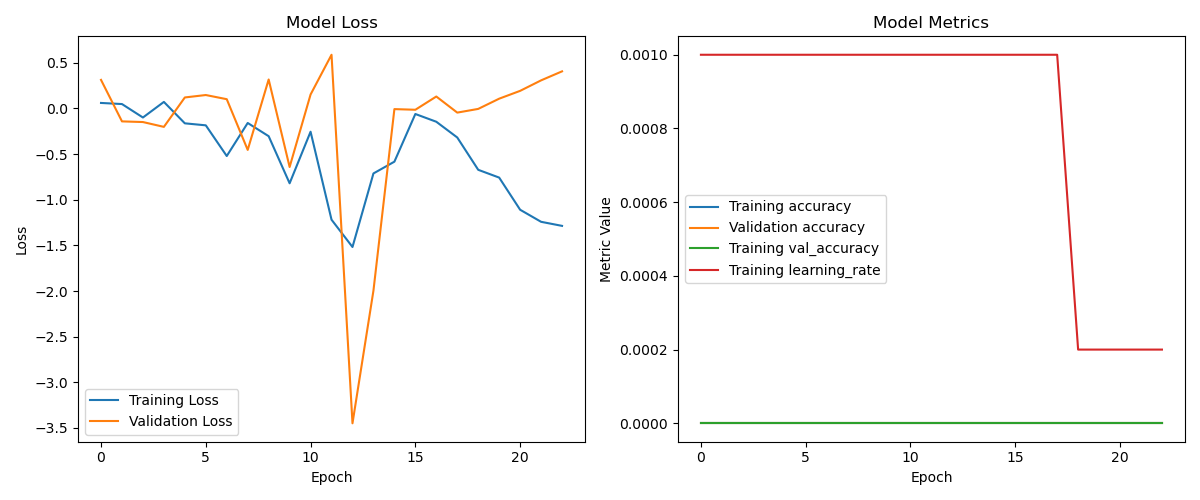 Model Loss
Loss
0.5
0.0
−0.5
−1.0
−1.5
−2.0
−2.5
−3.0
−3.5
Training Loss
Validation Loss
0 5 10 15 20
Epoch
Model Metrics
Metric Value
0.0010
0.0008
0.0006
0.0004
0.0002
0.0000
Training accuracy
Validation accuracy
Training val_accuracy
Training learning_rate
0 5 10 15 20
Epoch